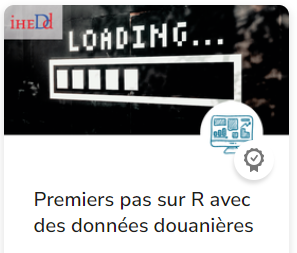 iHEDd
LOADING...
Premiers pas sur R avec
des données douanières